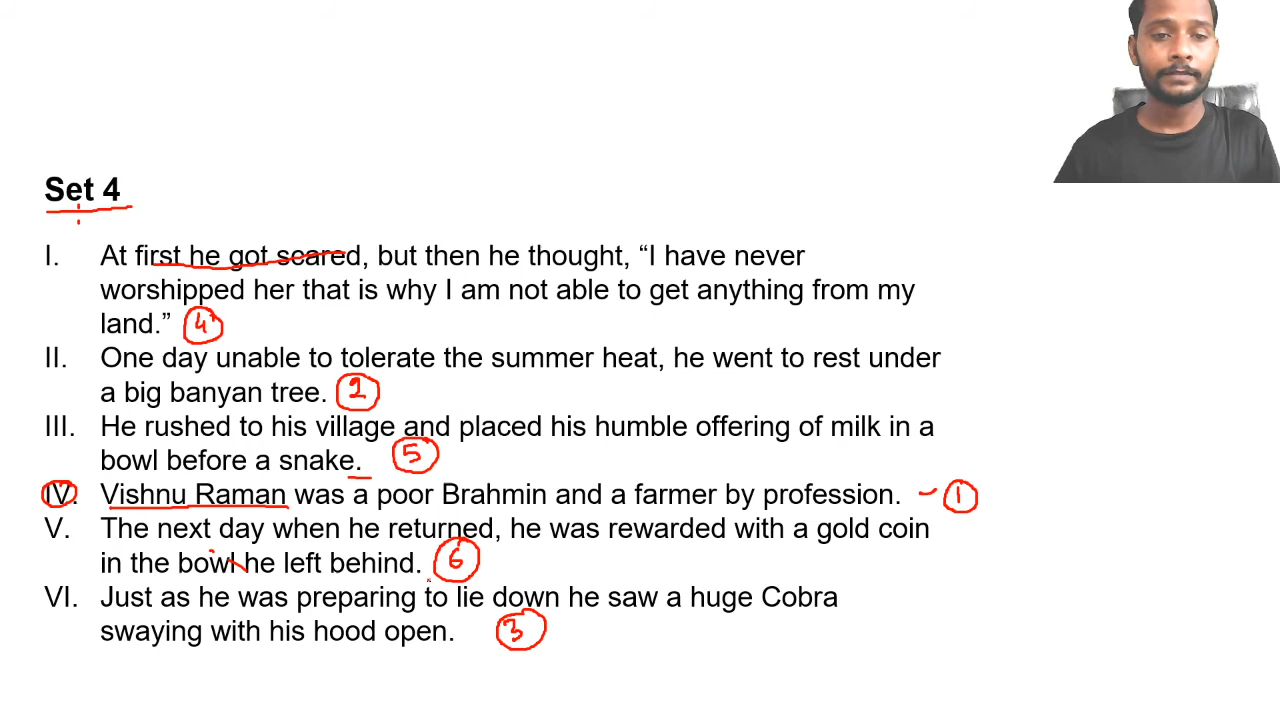 Set 4
I. At first he got scared, but then he thought, “I have never
worshipped her that is why I am not able to get anything from my
land.” 4
II. One day unable to tolerate the summer heat, he went to rest under
a big banyan tree. 2
III. He rushed to his village and placed his humble offering of milk in a
bowl before a snake. 5
IV. Vishnu Raman was a poor Brahmin and a farmer by profession. - 1
V. The next day when he returned, he was rewarded with a gold coin
in the bowl he left behind. 6
VI. Just as he was preparing to lie down he saw a huge Cobra
swaying with his hood open. 3